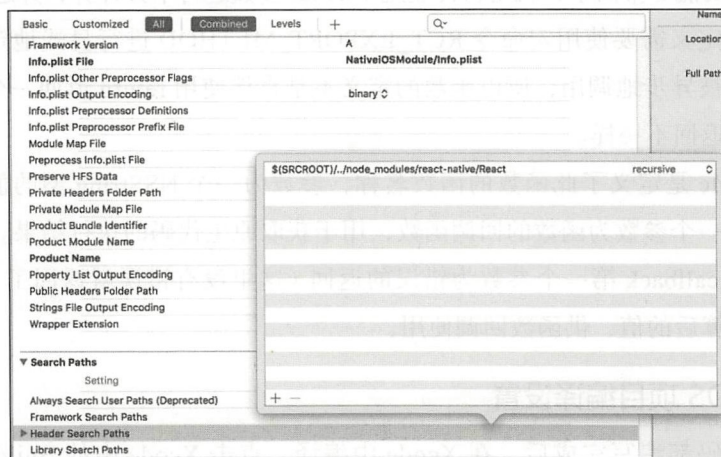 Basic Customized All Combined Levels +
Name
Location
Full Path
Framework Version A
Info.plist File NativeiOSModule/Info.plist
Info.plist Other Preprocessor Flags
Info.plist Output Encoding binary
Info.plist Preprocessor Definitions
Info.plist Preprocessor Prefix File
Module Map File
Preprocess Info.plist File
Preserve HFS Data
Private Headers Folder Path
Private Module Map File
Product Bundle Identifier
Product Module Name
Product Name
Property List Output Encoding
Public Headers Folder Path
Strings File Output Encoding
Wrapper Extension
$(SRCROOT)/../node_modules/react-native/React recursive
+ −
Search Paths
Setting
Always Search User Paths (Deprecated)
Framework Search Paths
Header Search Paths
Library Search Paths